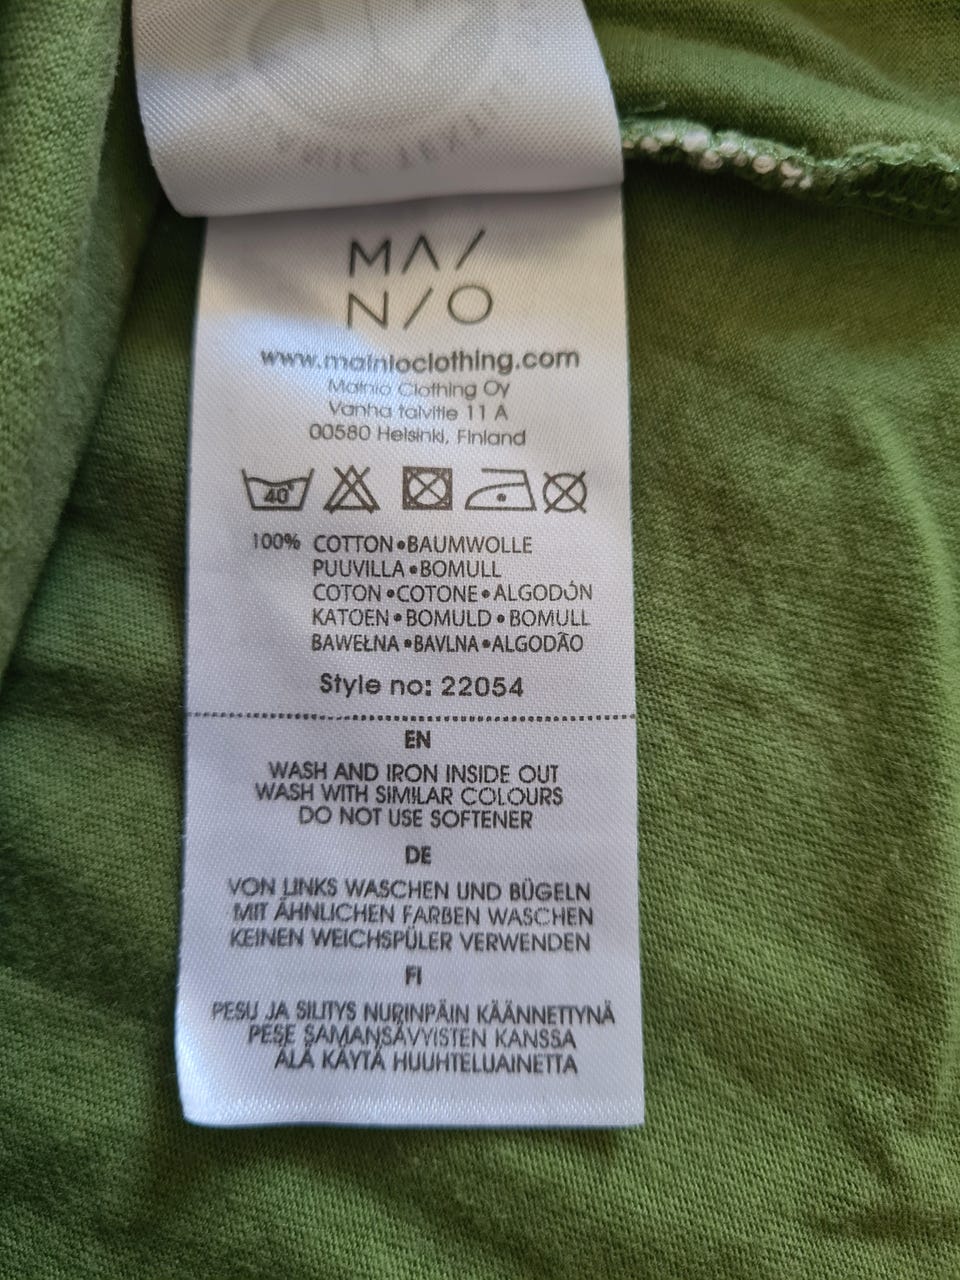 MA/
N/O
www.mainioclothing.com
Mainio Clothing Oy
Vanha talvitie 11 A
00580 Helsinki, Finland
40°
100% COTTON•BAUMWOLLE
PUUVILLA•BOMULL
COTON•COTONE•ALGODÓN
KATOEN•BOMULD•BOMULL
BAWEŁNA•BAVLNA•ALGODÃO
Style no: 22054
EN
WASH AND IRON INSIDE OUT
WASH WITH SIMILAR COLOURS
DO NOT USE SOFTENER
DE
VON LINKS WASCHEN UND BÜGELN
MIT ÄHNLICHEN FARBEN WASCHEN
KEINEN WEICHSPÜLER VERWENDEN
FI
PESU JA SILITYS NURINPÄIN KÄÄNNETTYNÄ
PESE SAMANSÄVYISTEN KANSSA
ÄLÄ KÄYTÄ HUUHTELUAINETTA